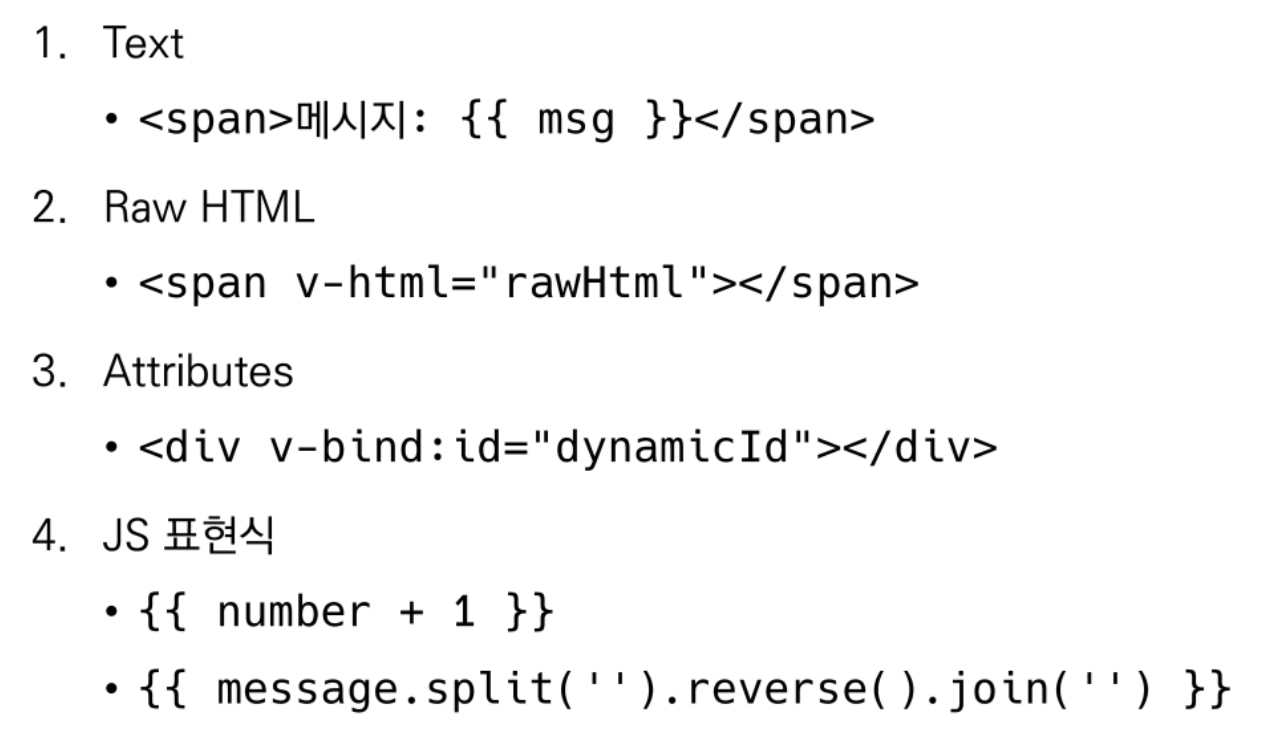 1. Text
• <span>메시지: {{ msg }}</span>
2. Raw HTML
• <span v-html="rawHtml"></span>
3. Attributes
• <div v-bind:id="dynamicId"></div>
4. JS 표현식
• {{ number + 1 }}
• {{ message.split('').reverse().join('') }}